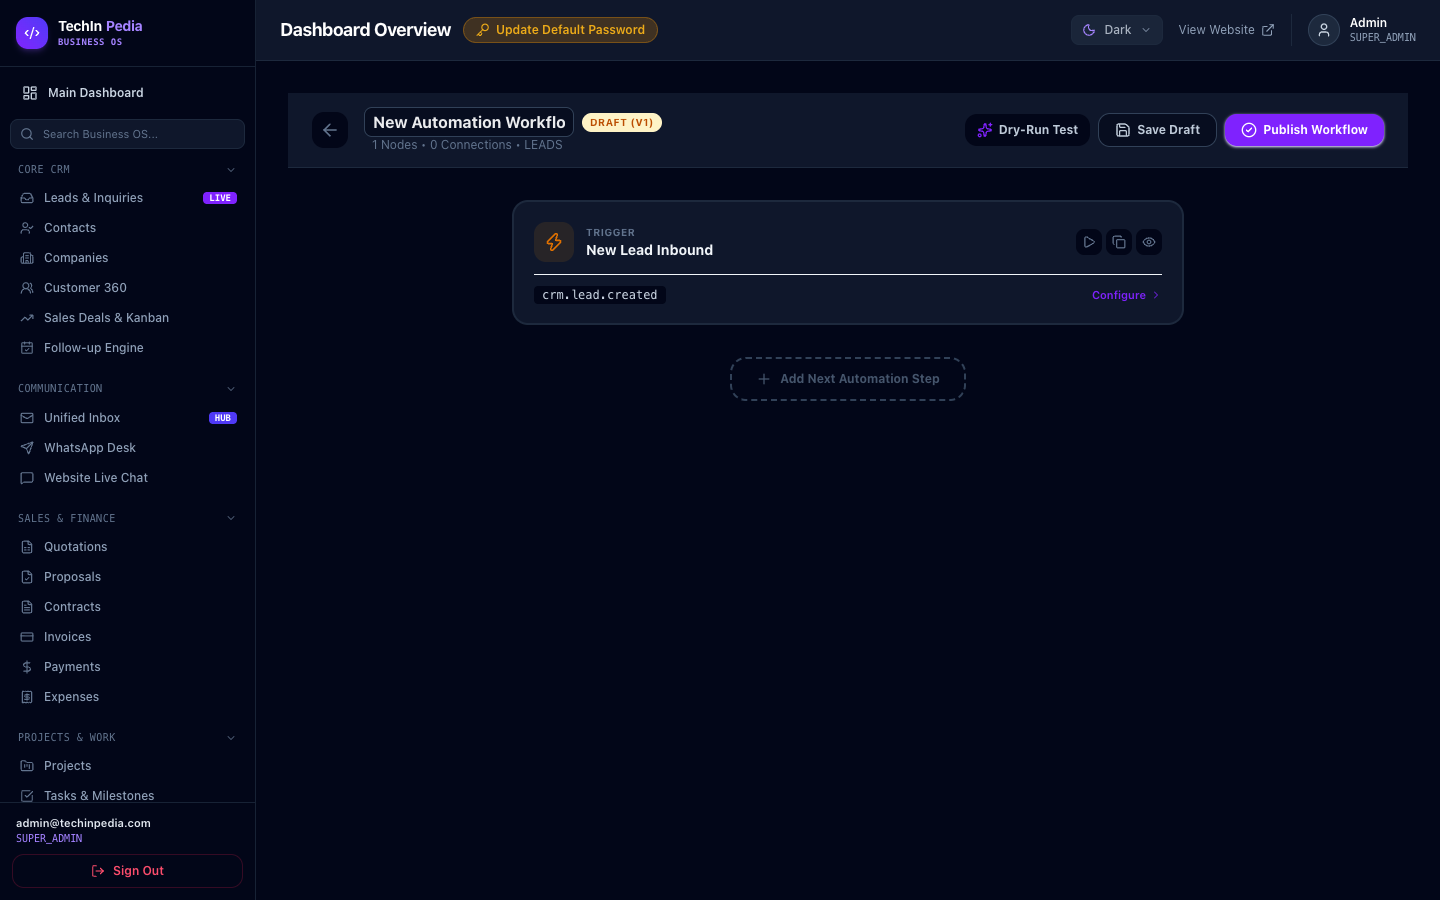 TechIn Pedia
BUSINESS OS
Main Dashboard
Search Business OS...
CORE CRM
Leads & Inquiries LIVE
Contacts
Companies
Customer 360
Sales Deals & Kanban
Follow-up Engine
COMMUNICATION
Unified Inbox HUB
WhatsApp Desk
Website Live Chat
SALES & FINANCE
Quotations
Proposals
Contracts
Invoices
Payments
Expenses
PROJECTS & WORK
Projects
Tasks & Milestones
admin@techinpedia.com
SUPER_ADMIN
Sign Out
Dashboard Overview
Update Default Password
Dark
View Website
Admin
SUPER_ADMIN
New Automation Workflo
DRAFT (V1)
1 Nodes • 0 Connections • LEADS
Dry-Run Test
Save Draft
Publish Workflow
TRIGGER
New Lead Inbound
crm.lead.created
Configure
Add Next Automation Step